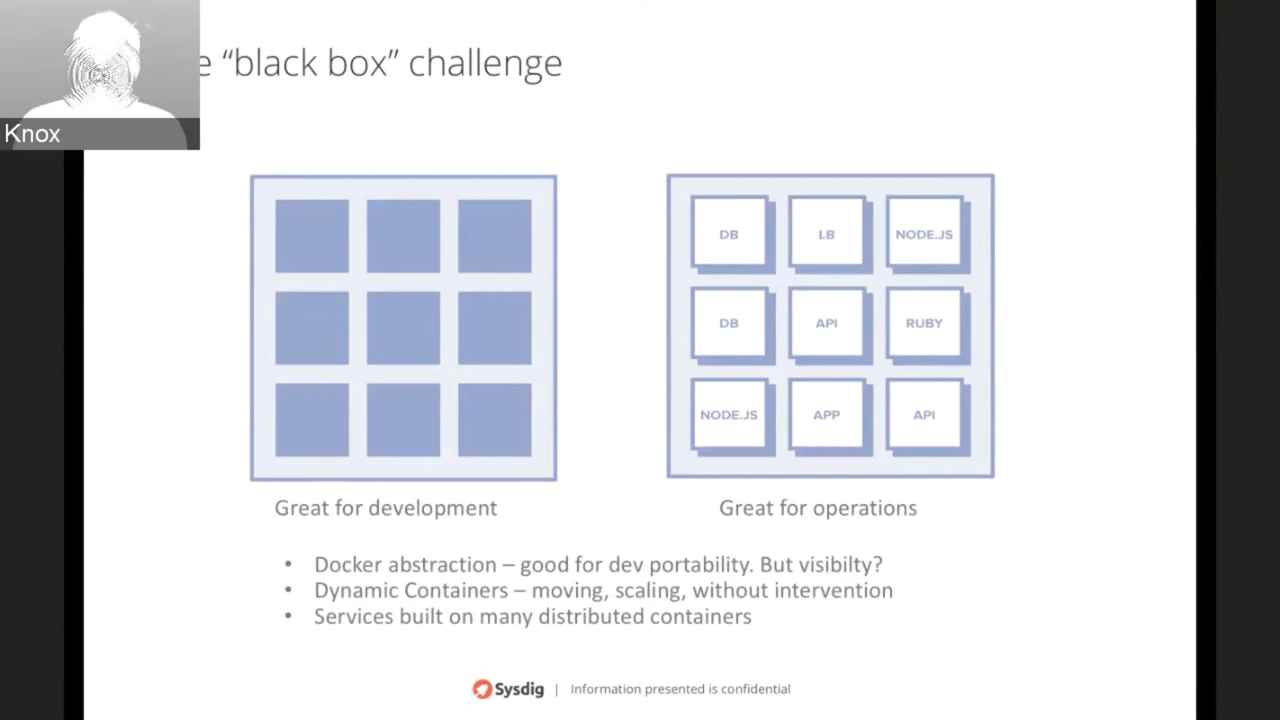 e “black box” challenge
Knox
DB
LB
NODE.JS
DB
API
RUBY
NODE.JS
APP
API
Great for development
Great for operations
• Docker abstraction – good for dev portability. But visibilty?
• Dynamic Containers – moving, scaling, without intervention
• Services built on many distributed containers
Sysdig | Information presented is confidential